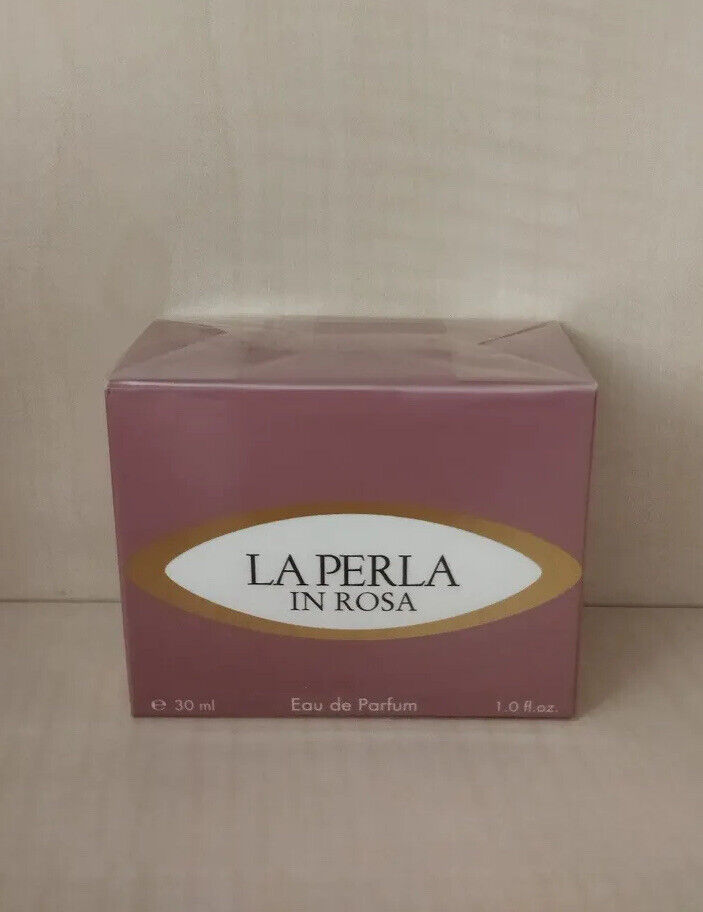 LA PERLA
IN ROSA
℮ 30 ml Eau de Parfum 1.0 fl.oz.